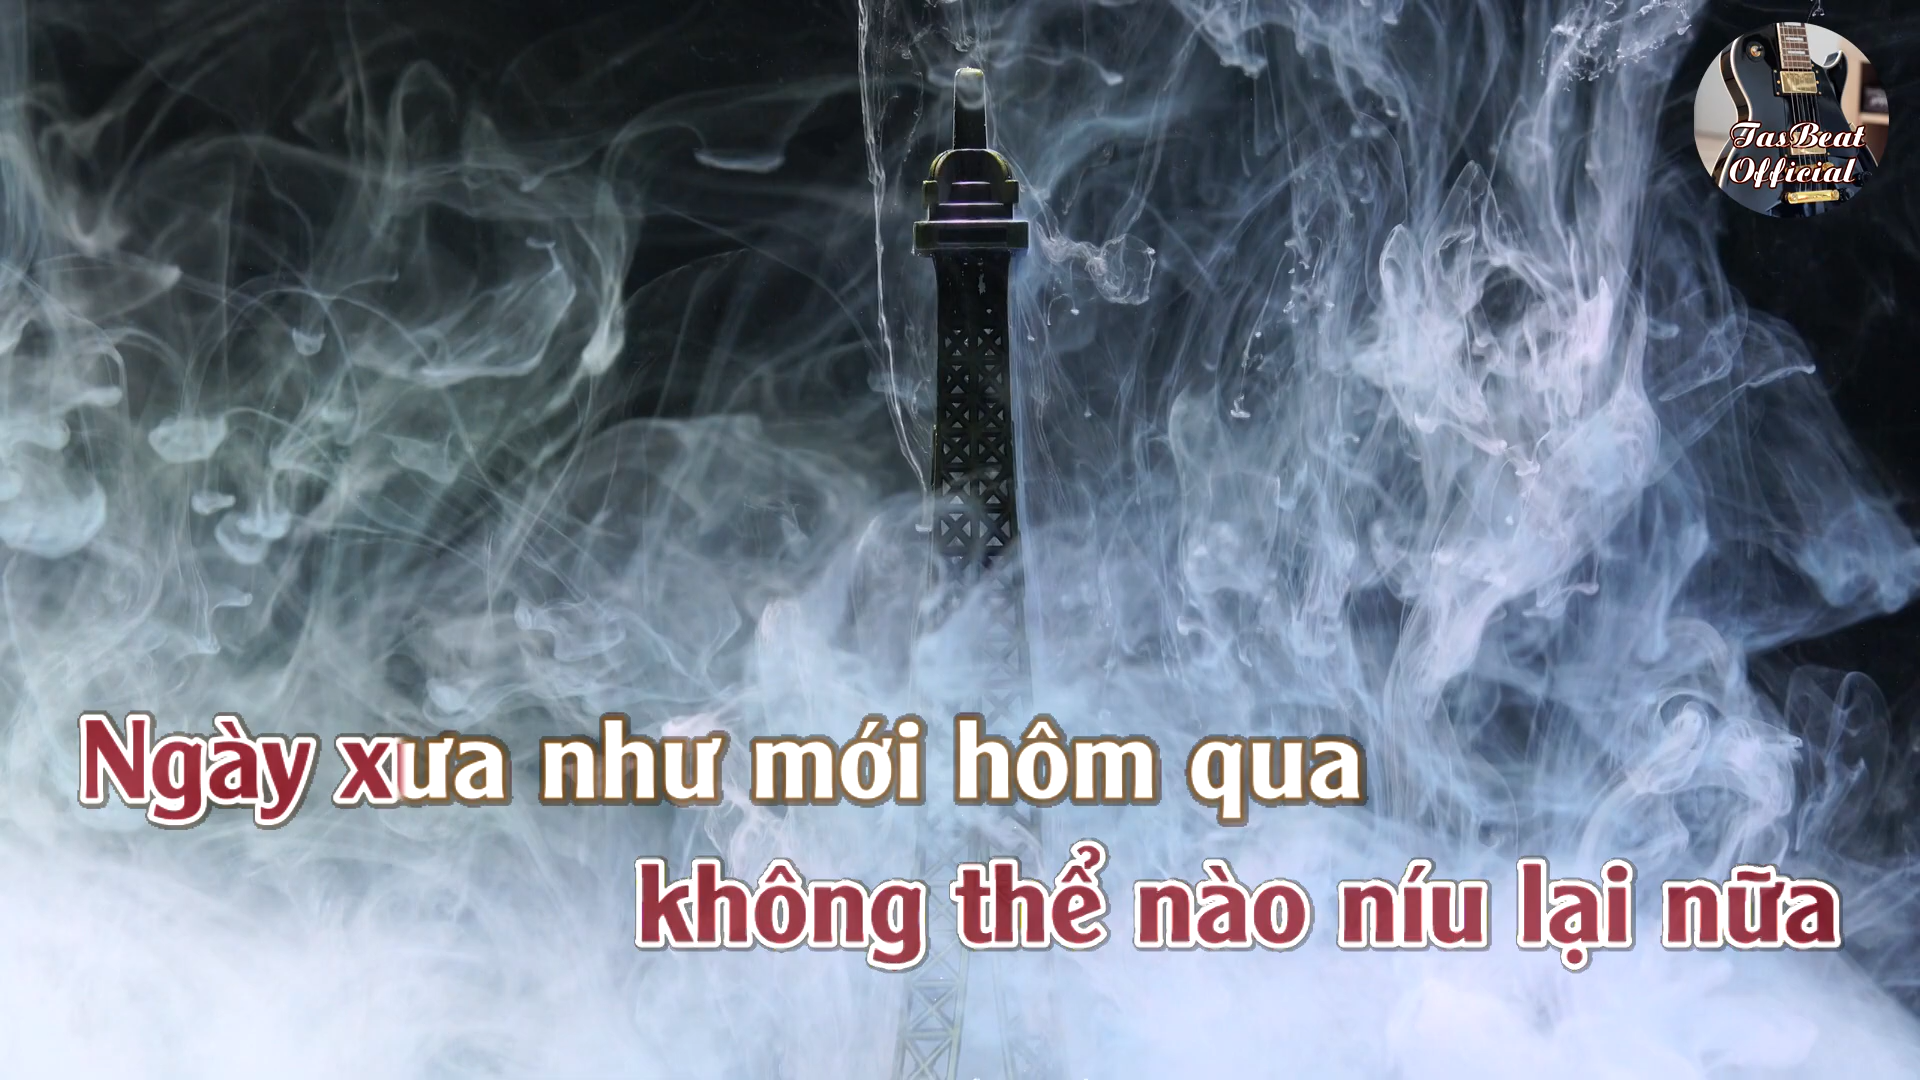 TasBeat
Official
Ngày xưa như mới hôm qua
không thể nào níu lại nữa